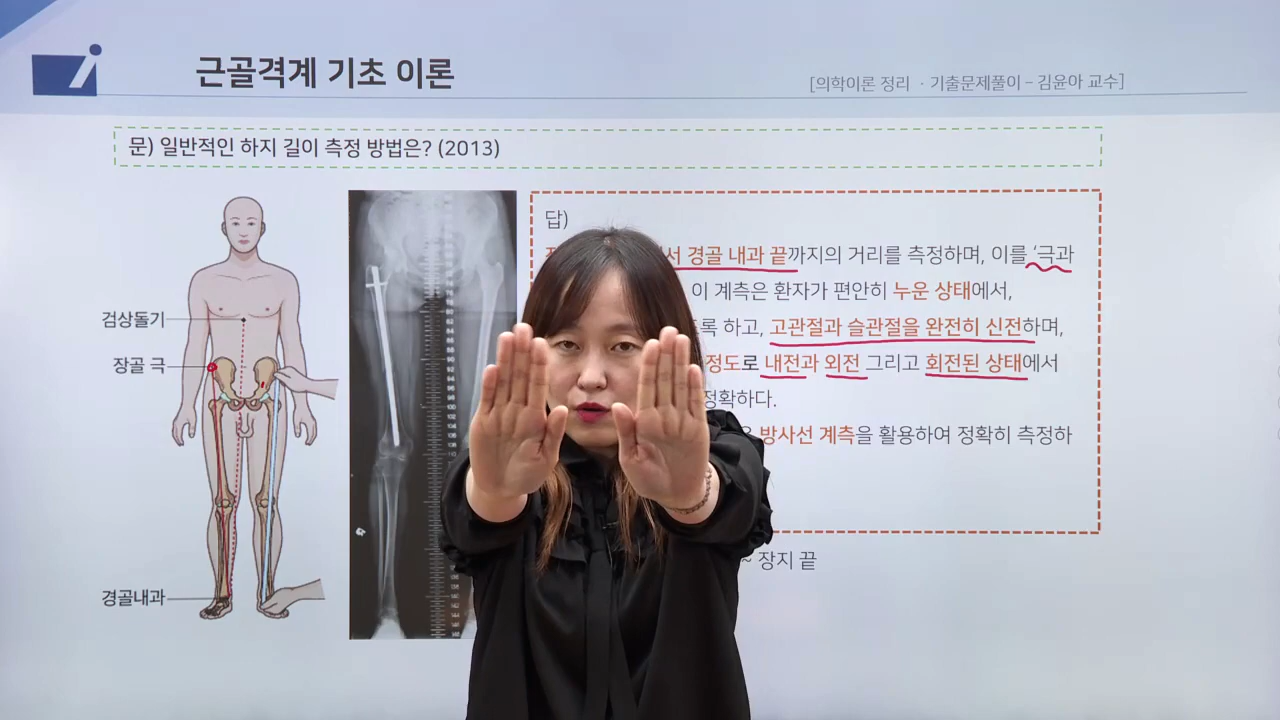 근골격계 기초 이론
[의학이론 정리 · 기출문제풀이 – 김윤아 교수]
문) 일반적인 하지 길이 측정 방법은? (2013)
검상돌기
장골 극
경골내과
답)
서 경골 내과 끝까지의 거리를 측정하며, 이를 '극과
이 계측은 환자가 편안히 누운 상태에서,
하고, 고관절과 슬관절을 완전히 신전하며,
정도로 내전과 외전 그리고 회전된 상태에서
정확하다.
방사선 계측을 활용하여 정확히 측정하
~ 장지 끝